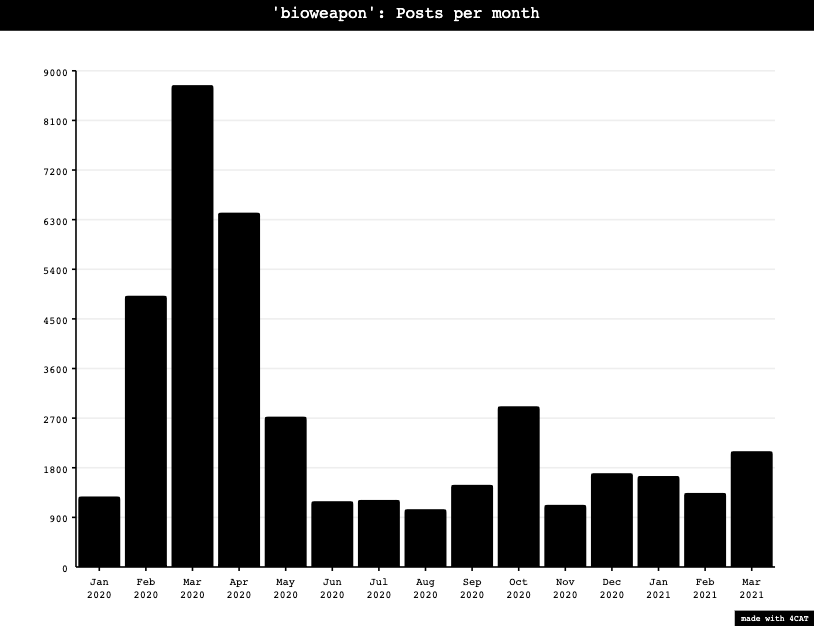 'bioweapon': Posts per month
9000
8100
7200
6300
5400
4500
3600
2700
1800
900
0
Jan Feb Mar Apr May Jun Jul Aug Sep Oct Nov Dec Jan Feb Mar
2020 2020 2020 2020 2020 2020 2020 2020 2020 2020 2020 2020 2021 2021 2021
made with 4CAT